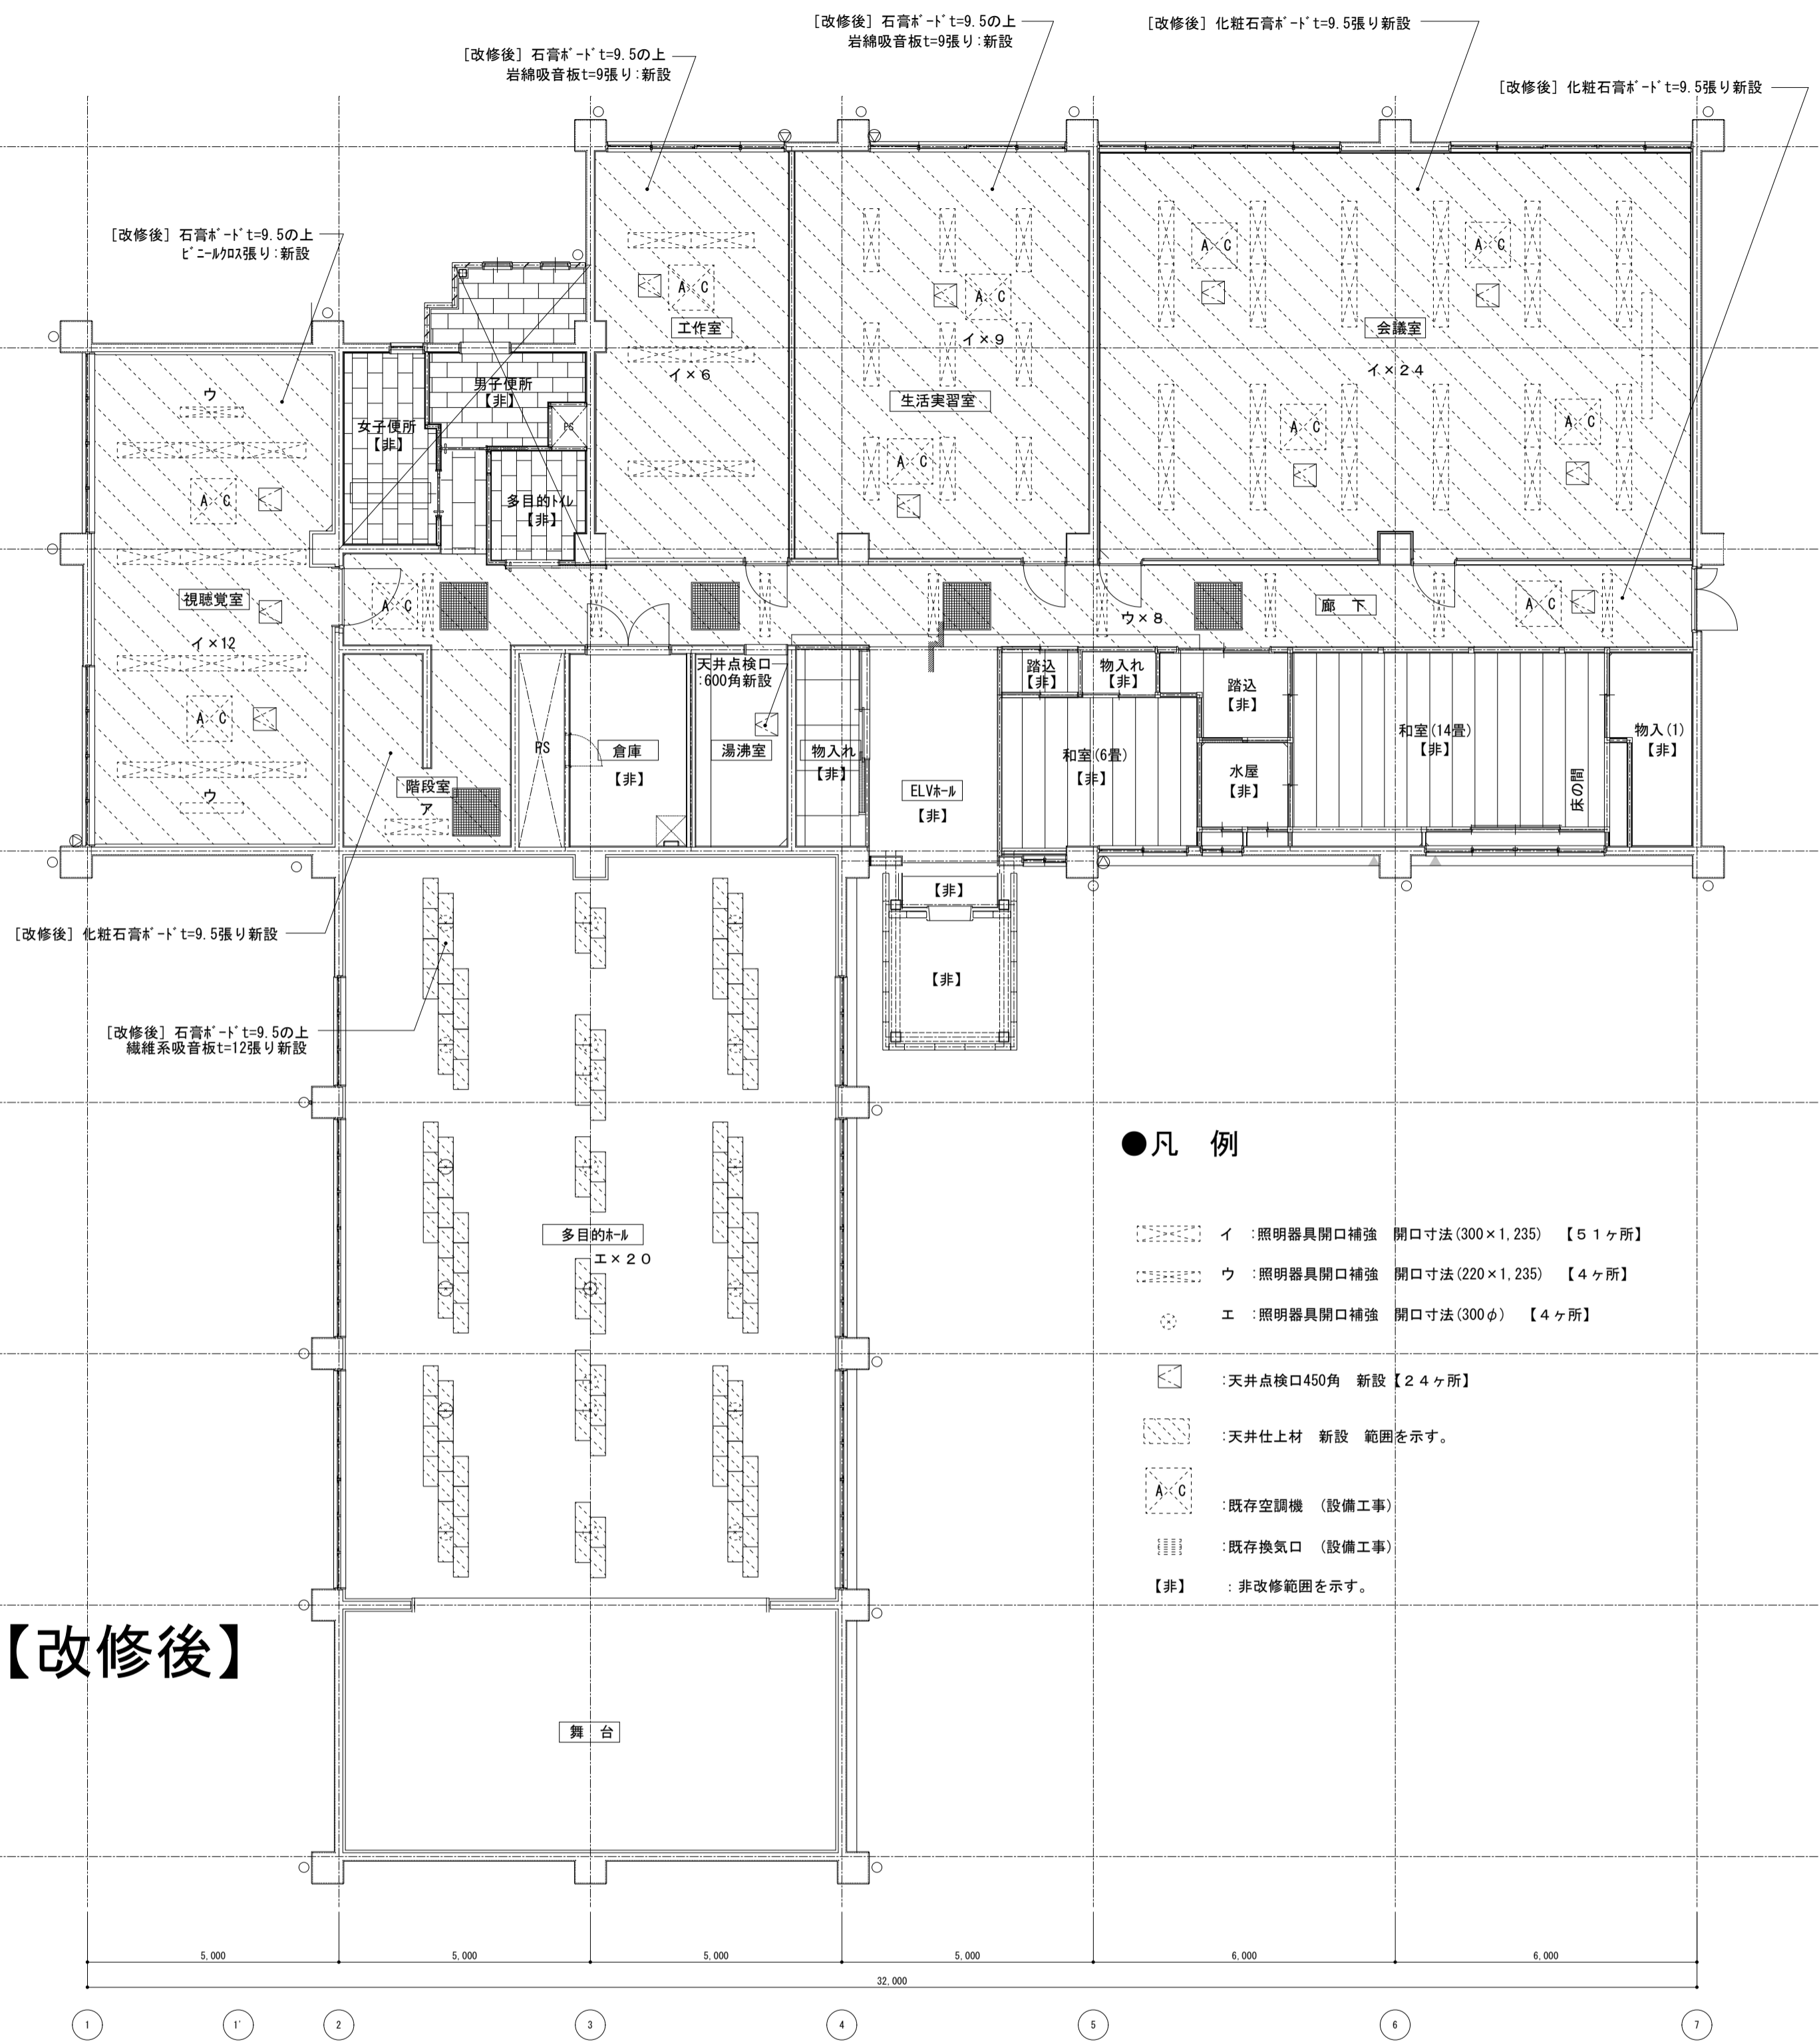 [改修後] 石膏ﾎﾞｰﾄﾞt=9.5の上
岩綿吸音板t=9張り:新設
[改修後] 石膏ﾎﾞｰﾄﾞt=9.5の上
岩綿吸音板t=9張り:新設
[改修後] 化粧石膏ﾎﾞｰﾄﾞt=9.5張り新設
[改修後] 化粧石膏ﾎﾞｰﾄﾞt=9.5張り新設
[改修後] 石膏ﾎﾞｰﾄﾞt=9.5の上
ﾋﾞﾆｰﾙｸﾛｽ張り:新設
ウ
A C
視聴覚室
イ×12
A C
ウ
女子便所
【非】
男子便所
【非】
PS
多目的ﾄｲﾚ
【非】
A C
工作室
イ×6
A C
イ×9
生活実習室
A C
A C
A C
会議室
イ×24
A C
A C
A C
ウ×8
廊 下
A C
階段室
ア
PS
倉庫
【非】
天井点検口
:600角新設
湯沸室
物入れ
【非】
ELVﾎｰﾙ
【非】
踏込
【非】
物入れ
【非】
和室(6畳)
【非】
踏込
【非】
水屋
【非】
和室(14畳)
【非】
床の間
物入(1)
【非】
【非】
【非】
[改修後] 化粧石膏ﾎﾞｰﾄﾞt=9.5張り新設
[改修後] 石膏ﾎﾞｰﾄﾞt=9.5の上
繊維系吸音板t=12張り新設
多目的ﾎｰﾙ
エ×20
舞 台
●凡 例
イ :照明器具開口補強 開口寸法(300×1,235) 【51ヶ所】
ウ :照明器具開口補強 開口寸法(220×1,235) 【4ヶ所】
エ :照明器具開口補強 開口寸法(300φ) 【4ヶ所】
:天井点検口450角 新設【24ヶ所】
:天井仕上材 新設 範囲を示す。
A C :既存空調機 (設備工事)
:既存換気口 (設備工事)
【非】 :非改修範囲を示す。
【改修後】
5,000 5,000 5,000 5,000 6,000 6,000
32,000
1 1' 2 3 4 5 6 7